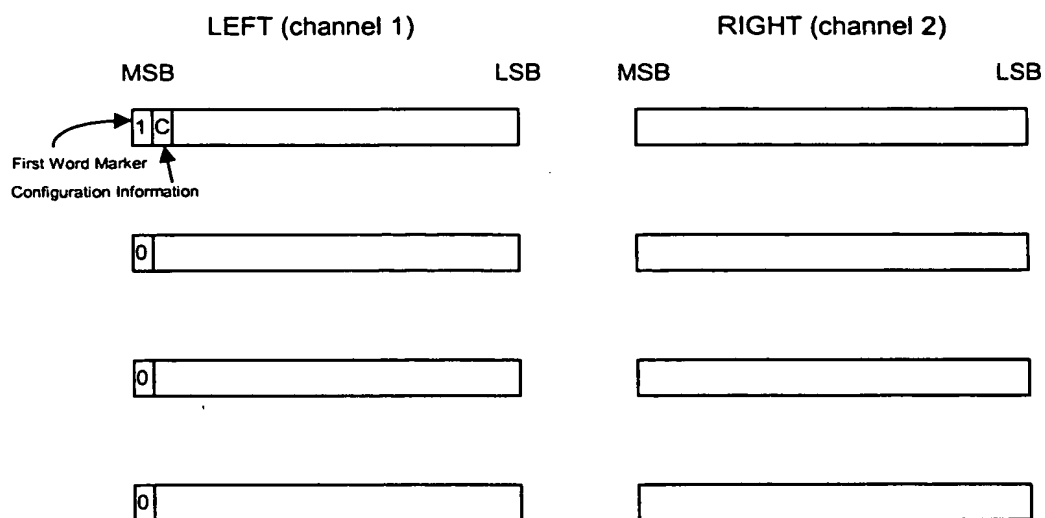 LEFT (channel 1) RIGHT (channel 2)
MSB LSB MSB LSB
1 C
First Word Marker
Configuration Information
0
0
0